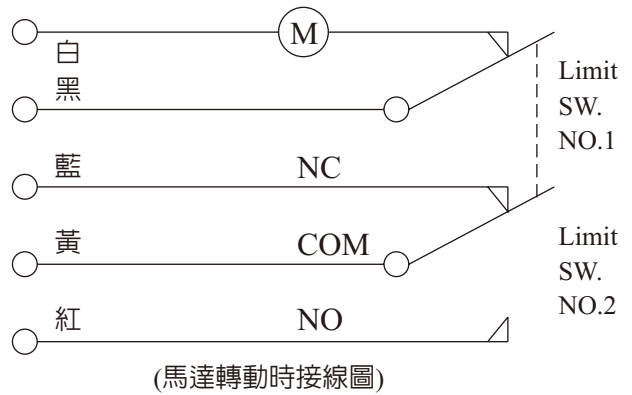 M
白
黑
Limit
SW.
NO.1
藍 NC
黃 COM
Limit
SW.
NO.2
紅 NO
(馬達轉動時接線圖)